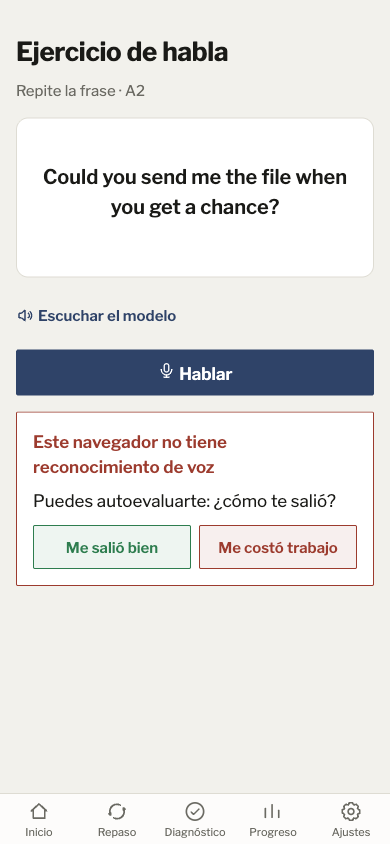 Ejercicio de habla
Repite la frase · A2
Could you send me the file when
you get a chance?
Escuchar el modelo
Hablar
Este navegador no tiene
reconocimiento de voz
Puedes autoevaluarte: ¿cómo te salió?
Me salió bien
Me costó trabajo
Inicio
Repaso
Diagnóstico
Progreso
Ajustes